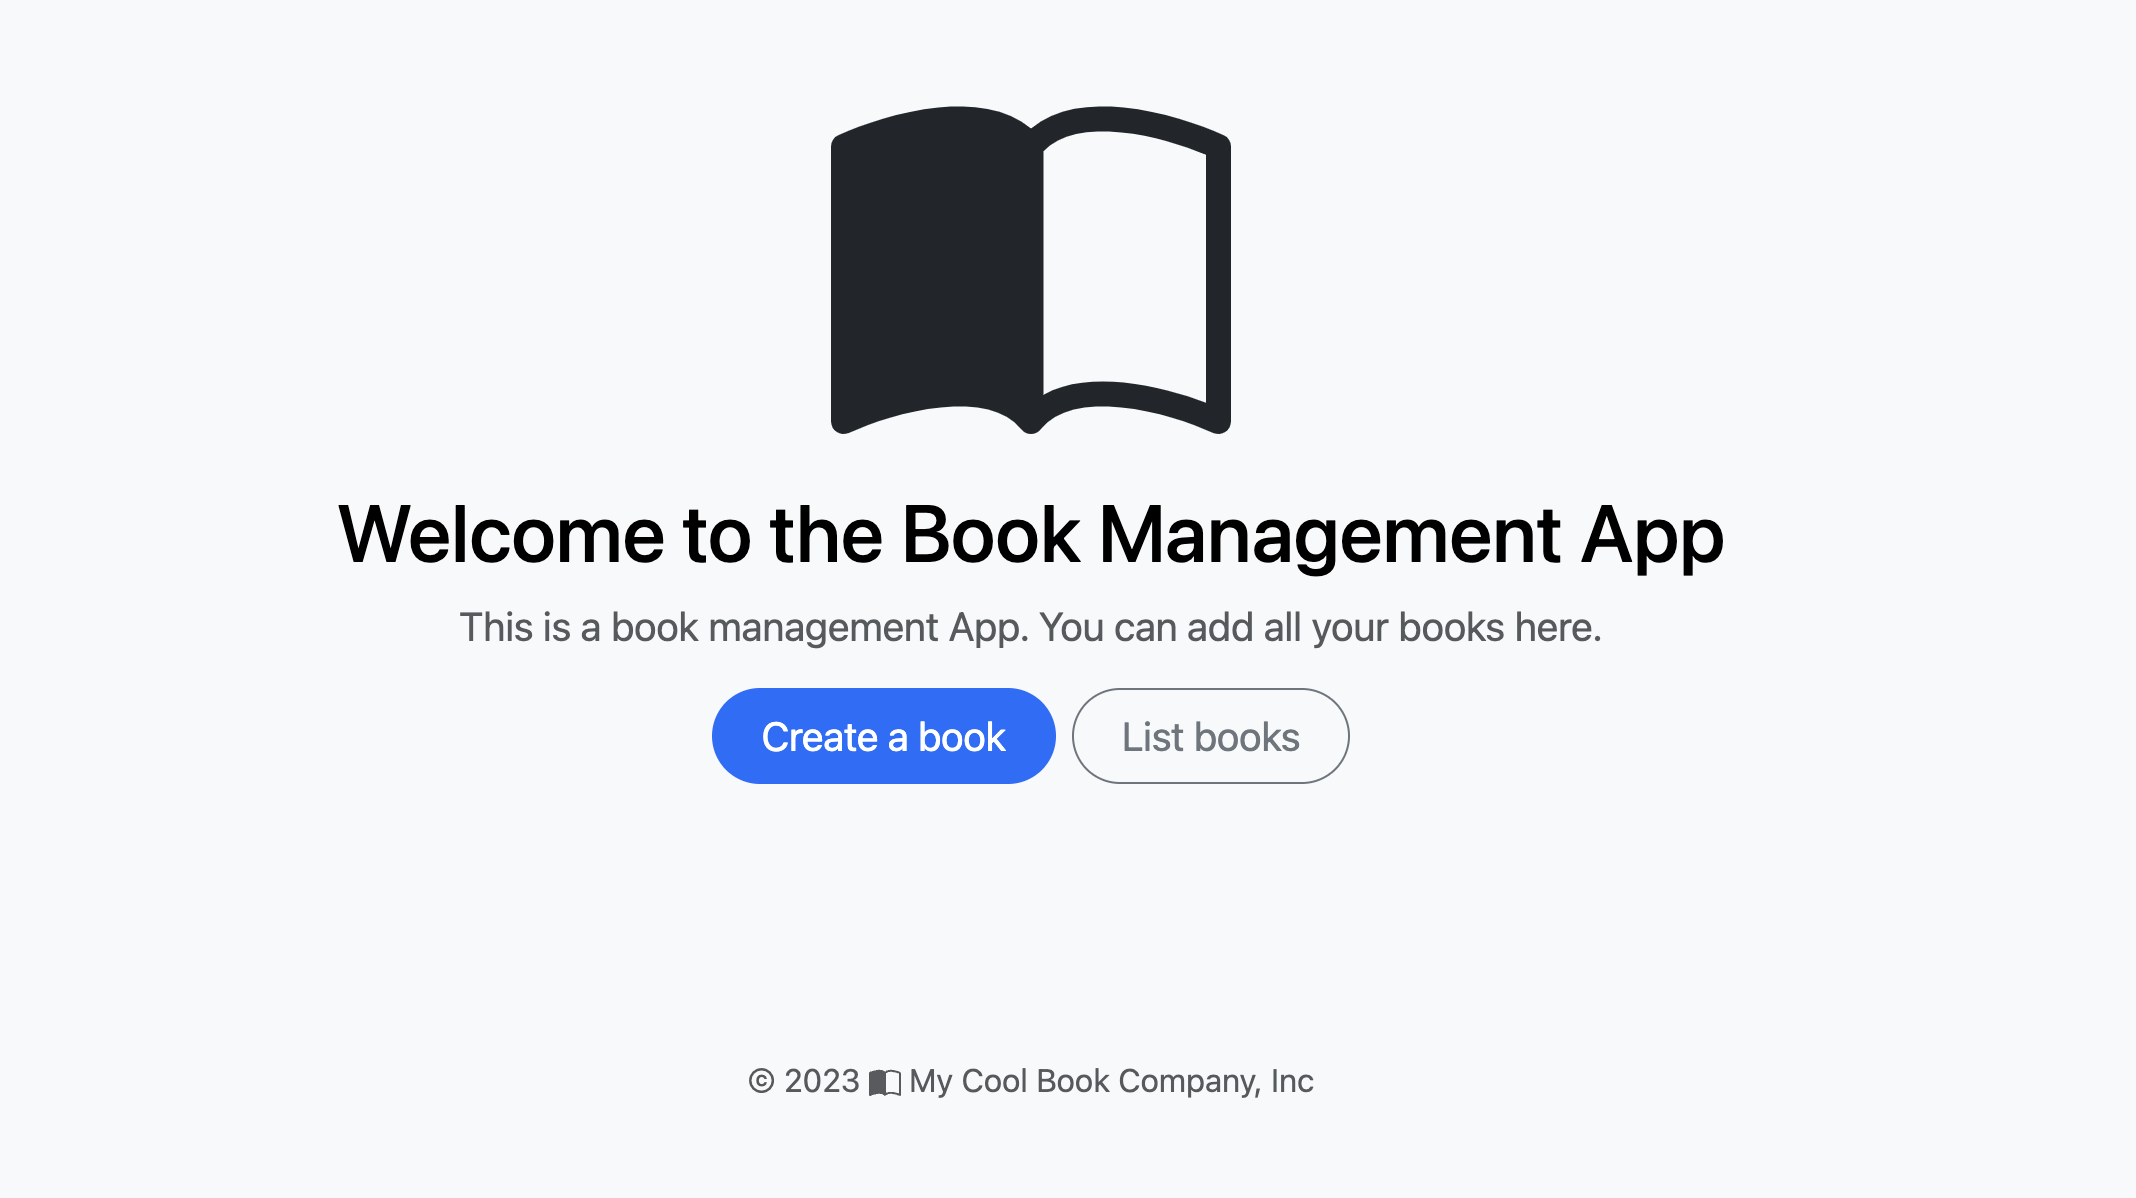 Welcome to the Book Management App
This is a book management App. You can add all your books here.
Create a book
List books
© 2023 My Cool Book Company, Inc